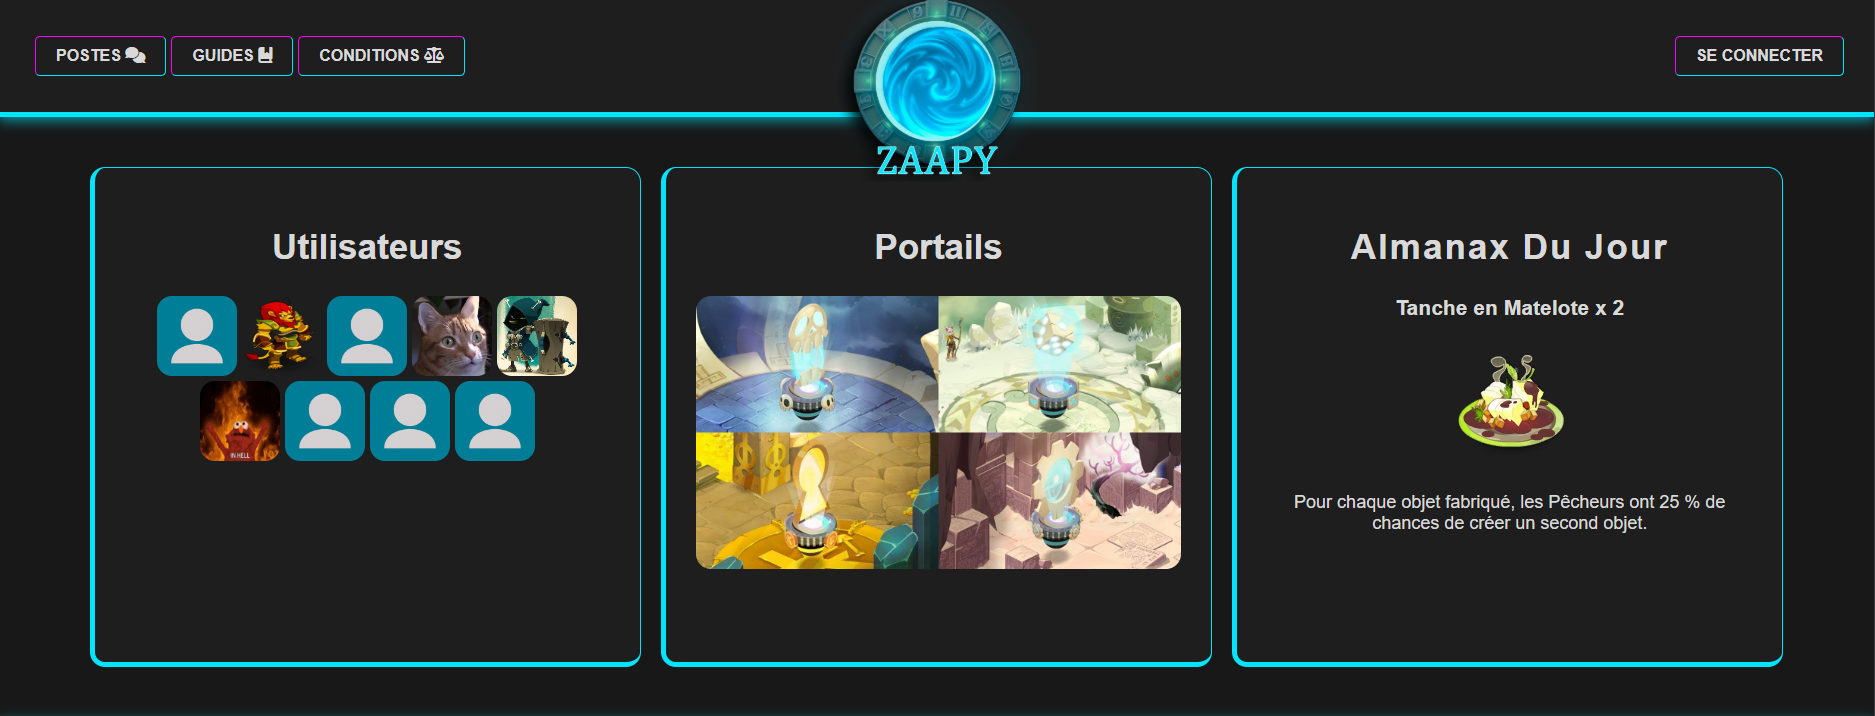 POSTES
GUIDES
CONDITIONS
ZAAPY
SE CONNECTER
Utilisateurs
IN HELL
Portails
Almanax Du Jour
Tanche en Matelote x 2
Pour chaque objet fabriqué, les Pêcheurs ont 25 % de
chances de créer un second objet.